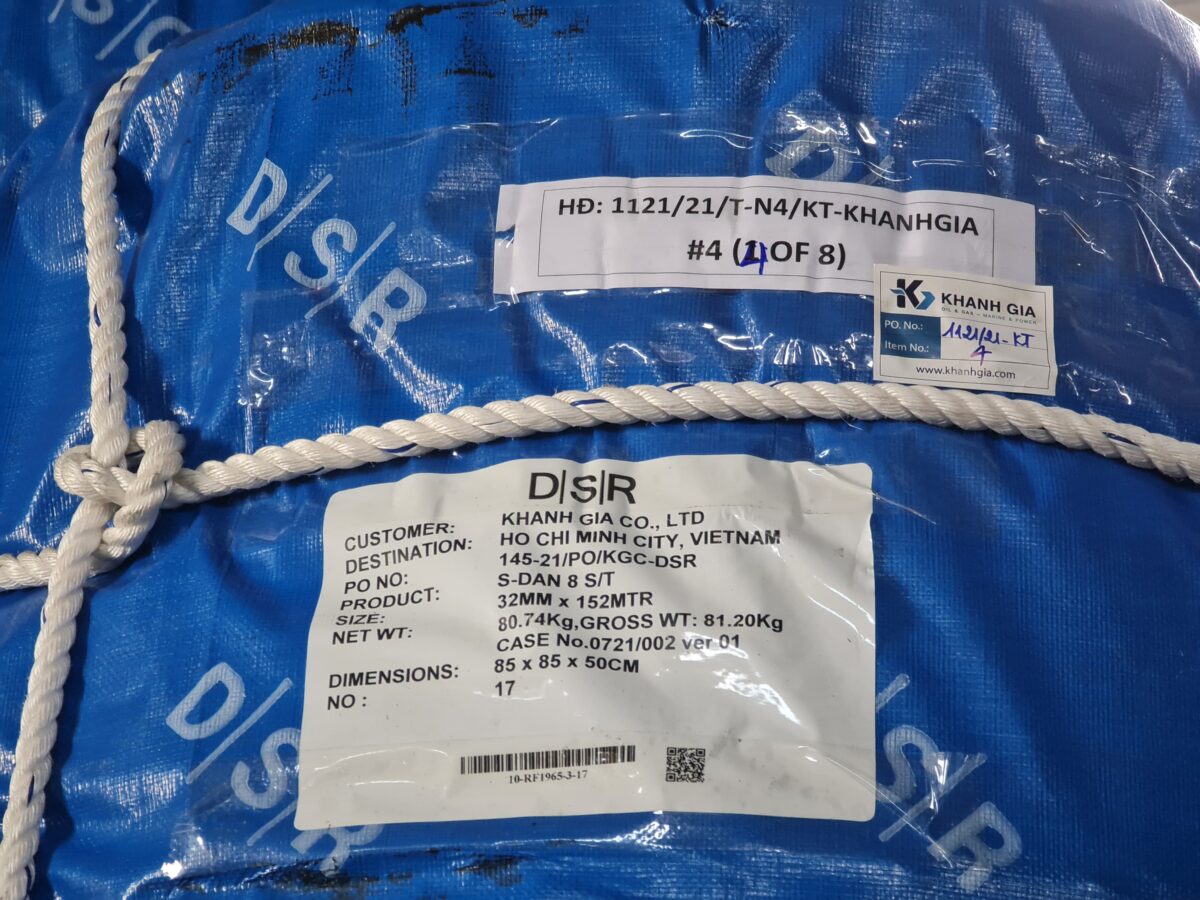 D/S/R
D/S/R
HĐ: 1121/21/T-N4/KT-KHANHGIA
#4 (4 OF 8)
KHANH GIA
OIL & GAS – MARINE & POWER
PO. No.: 1121/21-KT
Item No.: 4
www.khanhgia.com
D/S/R
CUSTOMER: KHANH GIA CO., LTD
DESTINATION: HO CHI MINH CITY, VIETNAM
PO NO: 145-21/PO/KGC-DSR
PRODUCT: S-DAN 8 S/T
SIZE: 32MM x 152MTR
NET WT: 80.74Kg,GROSS WT: 81.20Kg
CASE No.0721/002 ver 01
DIMENSIONS: 85 x 85 x 50CM
NO : 17
10-RF1965-3-17
D/S/R
D/S/R